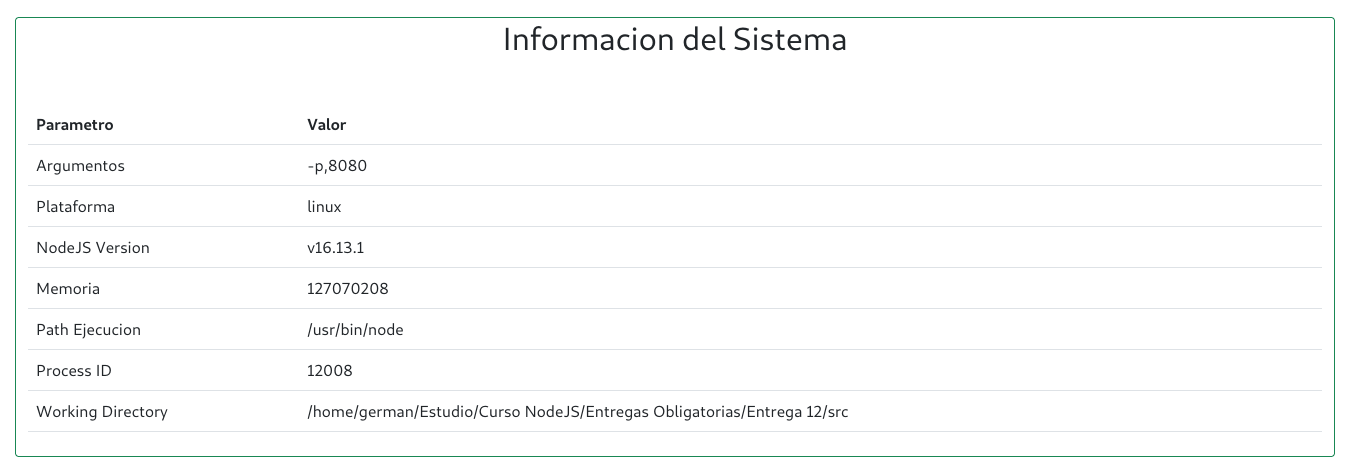 Informacion del Sistema
Parametro Valor
Argumentos -p,8080
Plataforma linux
NodeJS Version v16.13.1
Memoria 127070208
Path Ejecucion /usr/bin/node
Process ID 12008
Working Directory /home/german/Estudio/Curso NodeJS/Entregas Obligatorias/Entrega 12/src